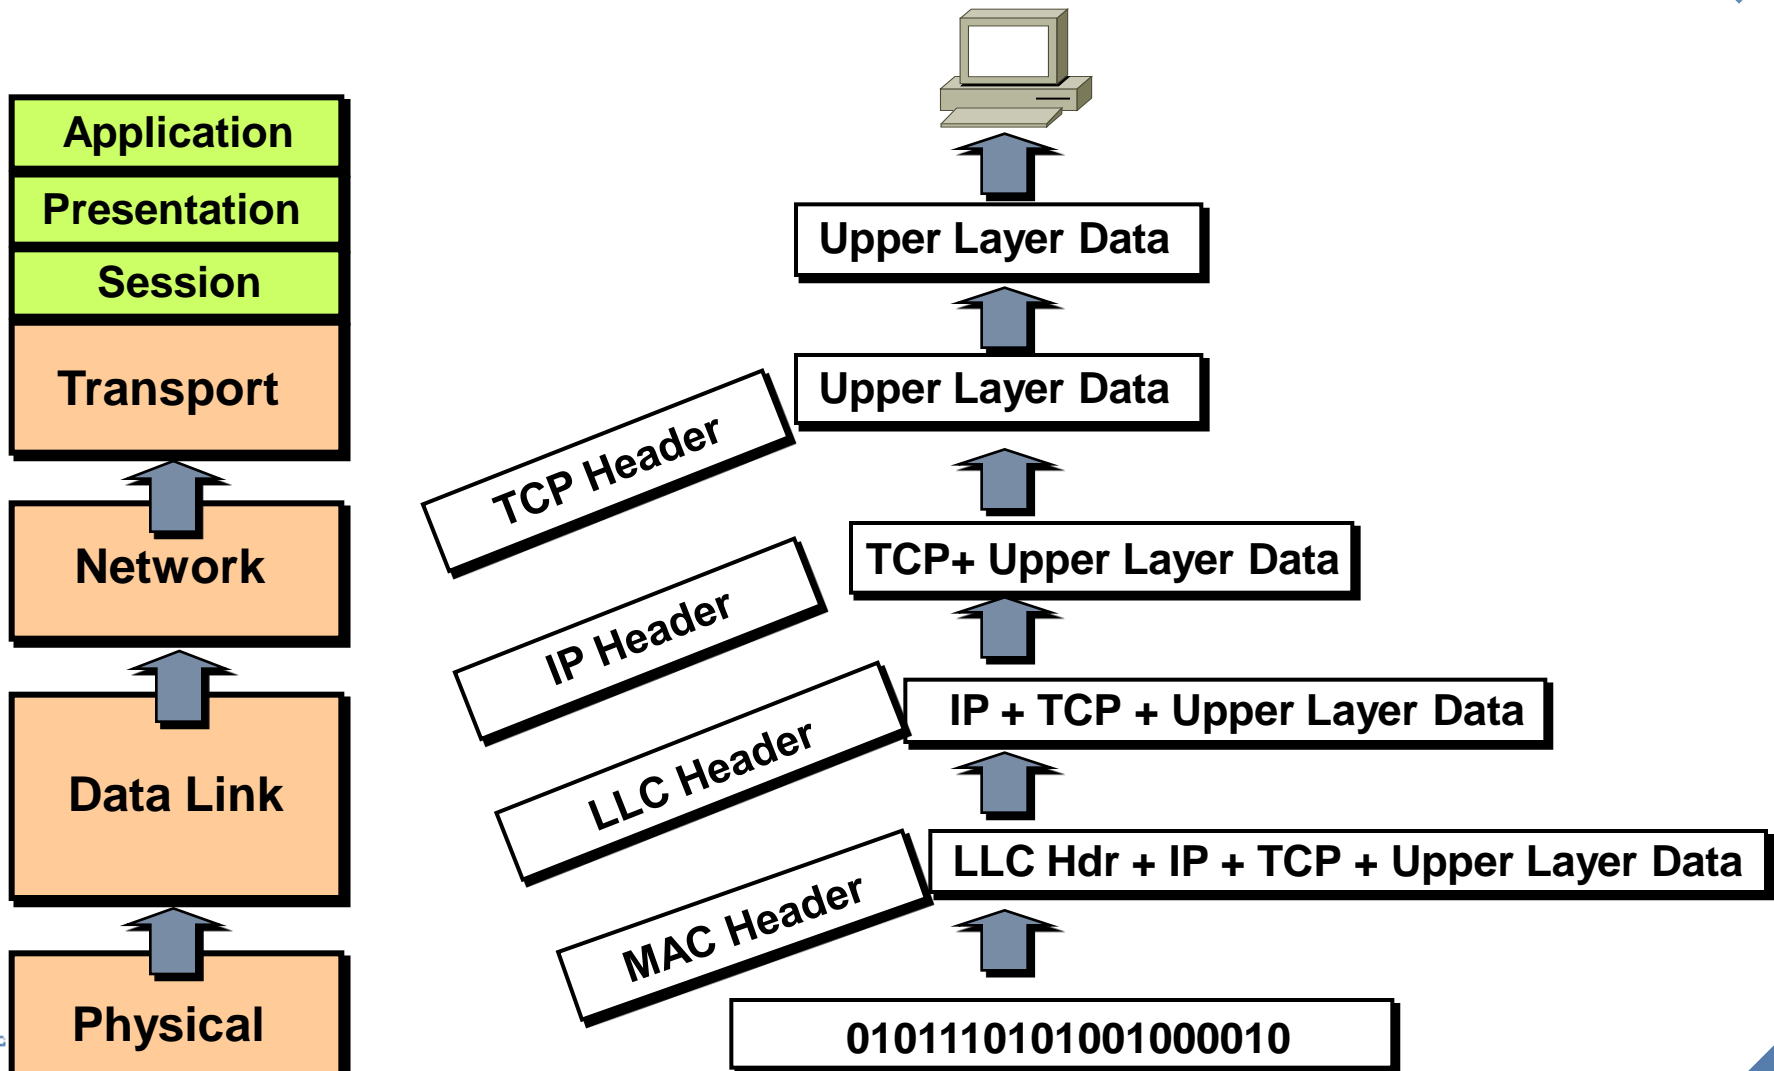 Application
Presentation
Session
Transport
Network
Data Link
Physical
Upper Layer Data
Upper Layer Data
TCP Header
TCP+ Upper Layer Data
IP Header
IP + TCP + Upper Layer Data
LLC Header
LLC Hdr + IP + TCP + Upper Layer Data
MAC Header
0101110101001000010